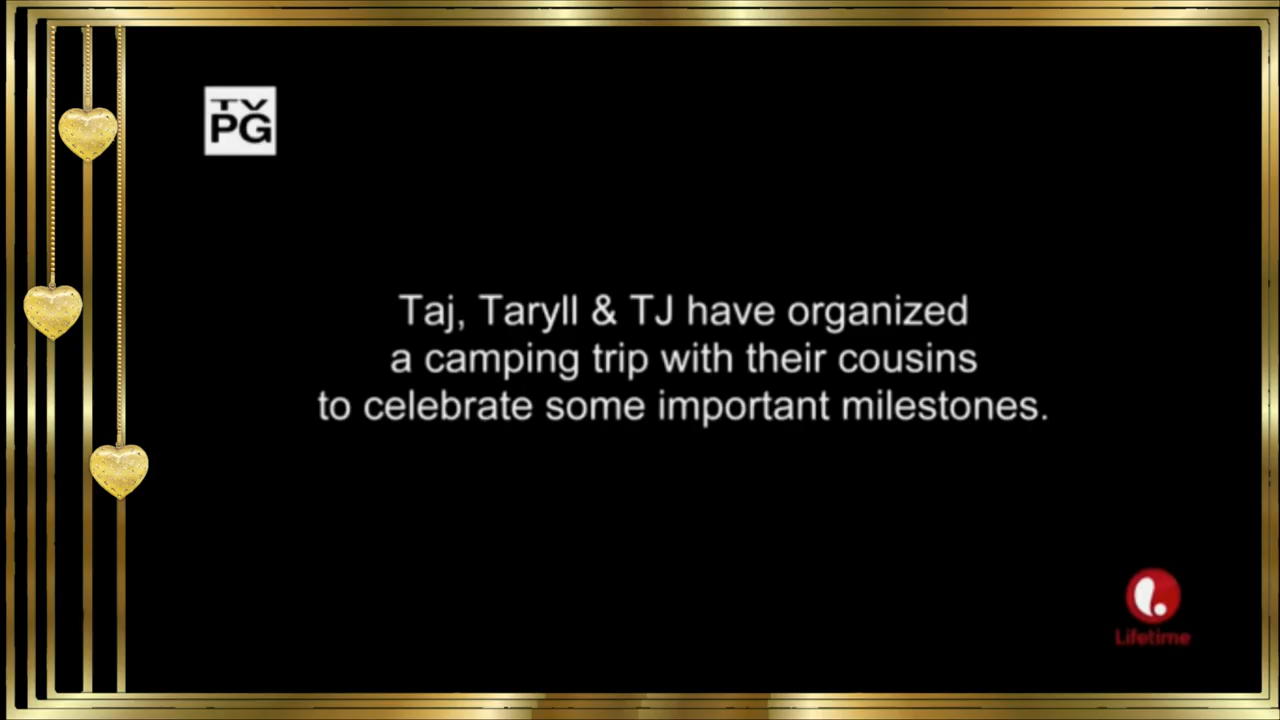 TV
PG
Taj, Taryll & TJ have organized
a camping trip with their cousins
to celebrate some important milestones.
Lifetime